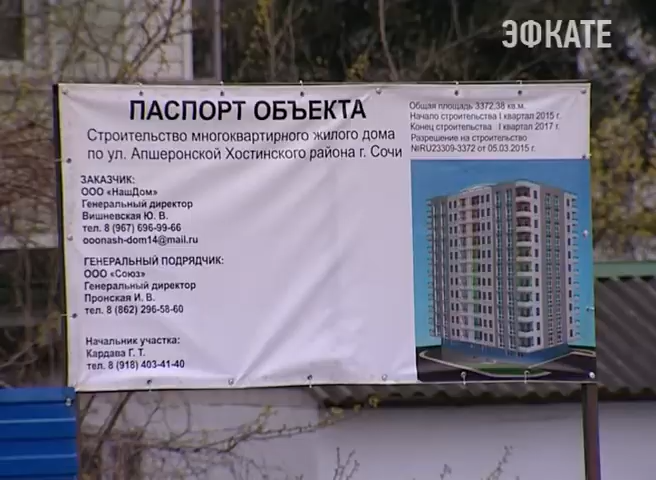 ЭФКАТЕ
ПАСПОРТ ОБЪЕКТА
Строительство многоквартирного жилого дома
по ул. Апшеронской Хостинского района г. Сочи
Общая площадь 3372,38 кв.м.
Начало строительства I квартал 2015 г.
Конец строительства I квартал 2017 г.
Разрешение на строительство
№RU23309-3372 от 05.03.2015 г.
ЗАКАЗЧИК:
ООО «НашДом»
Генеральный директор
Вишневская Ю. В.
тел. 8 (967) 696-99-66
ooonash-dom14@mail.ru
ГЕНЕРАЛЬНЫЙ ПОДРЯДЧИК:
ООО «Союз»
Генеральный директор
Пронская И. В.
тел. 8 (862) 296-58-60
Начальник участка:
Кардава Г. Т.
тел. 8 (918) 403-41-40